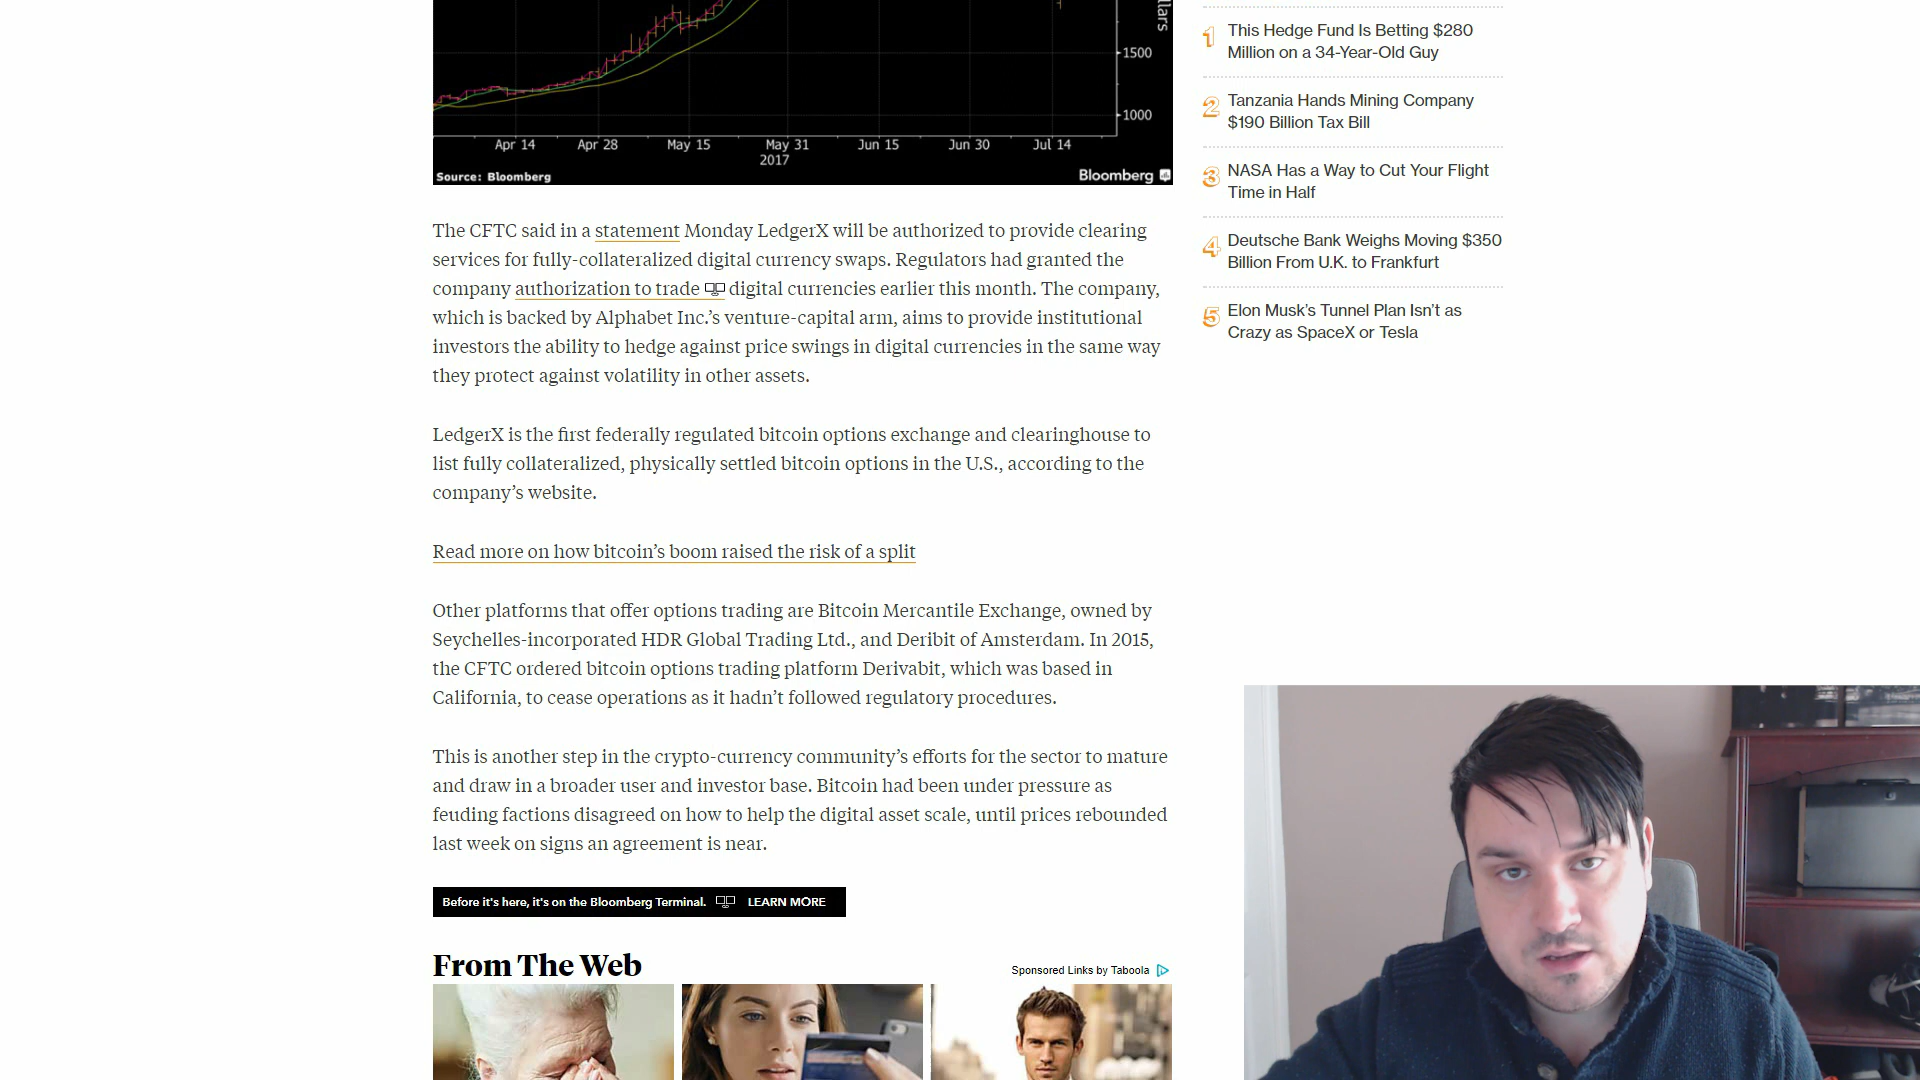 llars
1500
1000
Apr 14 Apr 28 May 15 May 31 Jun 15 Jun 30 Jul 14
2017
Source: Bloomberg
Bloomberg
The CFTC said in a statement Monday LedgerX will be authorized to provide clearing
services for fully-collateralized digital currency swaps. Regulators had granted the
company authorization to trade digital currencies earlier this month. The company,
which is backed by Alphabet Inc.’s venture-capital arm, aims to provide institutional
investors the ability to hedge against price swings in digital currencies in the same way
they protect against volatility in other assets.
LedgerX is the first federally regulated bitcoin options exchange and clearinghouse to
list fully collateralized, physically settled bitcoin options in the U.S., according to the
company’s website.
Read more on how bitcoin’s boom raised the risk of a split
Other platforms that offer options trading are Bitcoin Mercantile Exchange, owned by
Seychelles-incorporated HDR Global Trading Ltd., and Deribit of Amsterdam. In 2015,
the CFTC ordered bitcoin options trading platform Derivabit, which was based in
California, to cease operations as it hadn’t followed regulatory procedures.
This is another step in the crypto-currency community’s efforts for the sector to mature
and draw in a broader user and investor base. Bitcoin had been under pressure as
feuding factions disagreed on how to help the digital asset scale, until prices rebounded
last week on signs an agreement is near.
Before it's here, it's on the Bloomberg Terminal. LEARN MORE
From The Web
Sponsored Links by Taboola
1 This Hedge Fund Is Betting $280
Million on a 34-Year-Old Guy
2 Tanzania Hands Mining Company
$190 Billion Tax Bill
3 NASA Has a Way to Cut Your Flight
Time in Half
4 Deutsche Bank Weighs Moving $350
Billion From U.K. to Frankfurt
5 Elon Musk’s Tunnel Plan Isn’t as
Crazy as SpaceX or Tesla